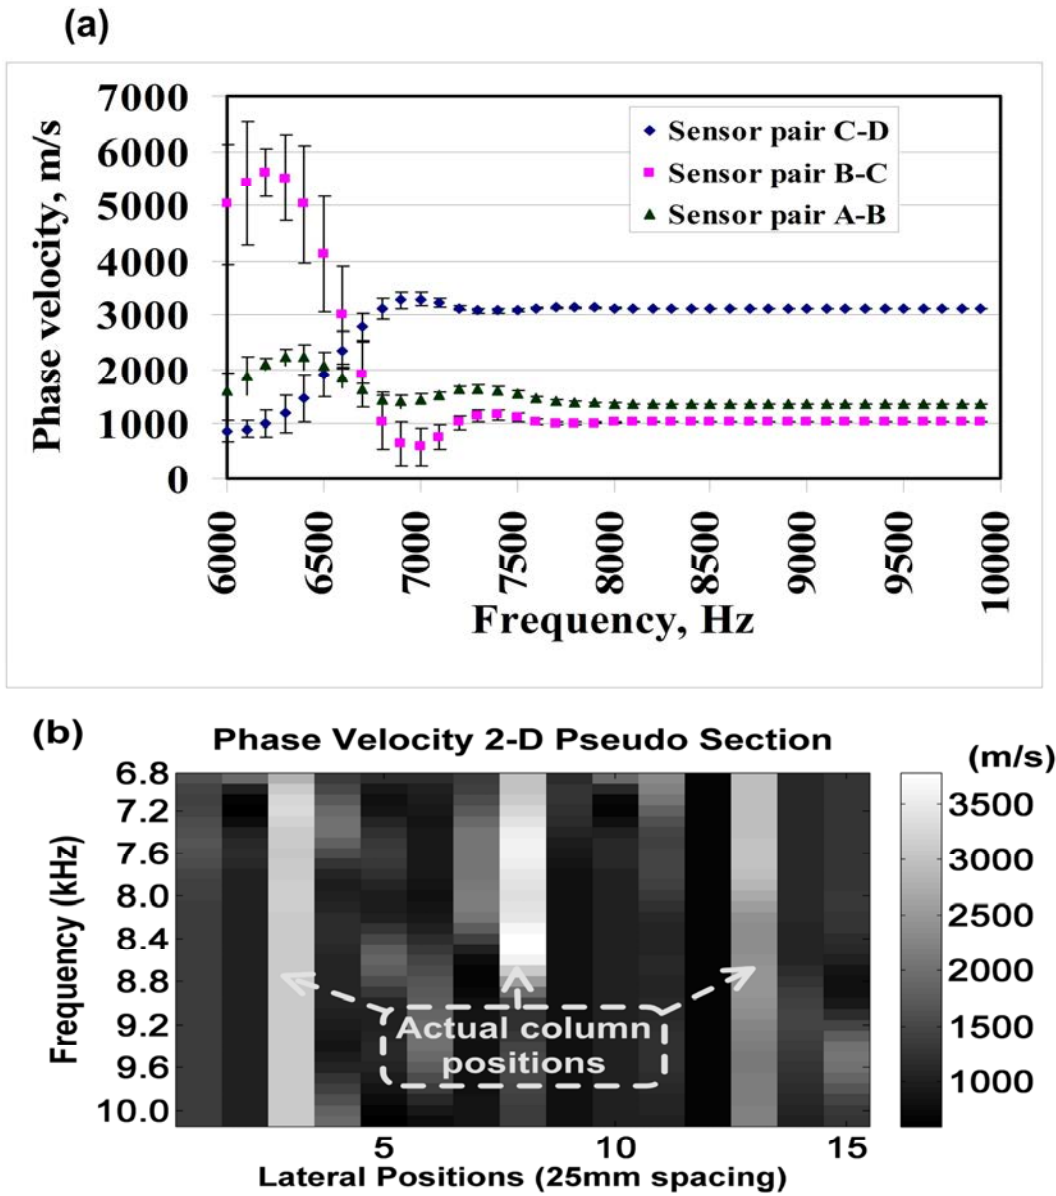 (a)
7000
6000
5000
4000
3000
2000
1000
0
Phase velocity, m/s
Sensor pair C-D
Sensor pair B-C
Sensor pair A-B
6000
6500
7000
7500
8000
8500
9000
9500
10000
Frequency, Hz
(b)
Phase Velocity 2-D Pseudo Section
(m/s)
6.8
7.2
7.6
8.0
8.4
8.8
9.2
9.6
10.0
Frequency (kHz)
Actual column
positions
3500
3000
2500
2000
1500
1000
5
10
15
Lateral Positions (25mm spacing)